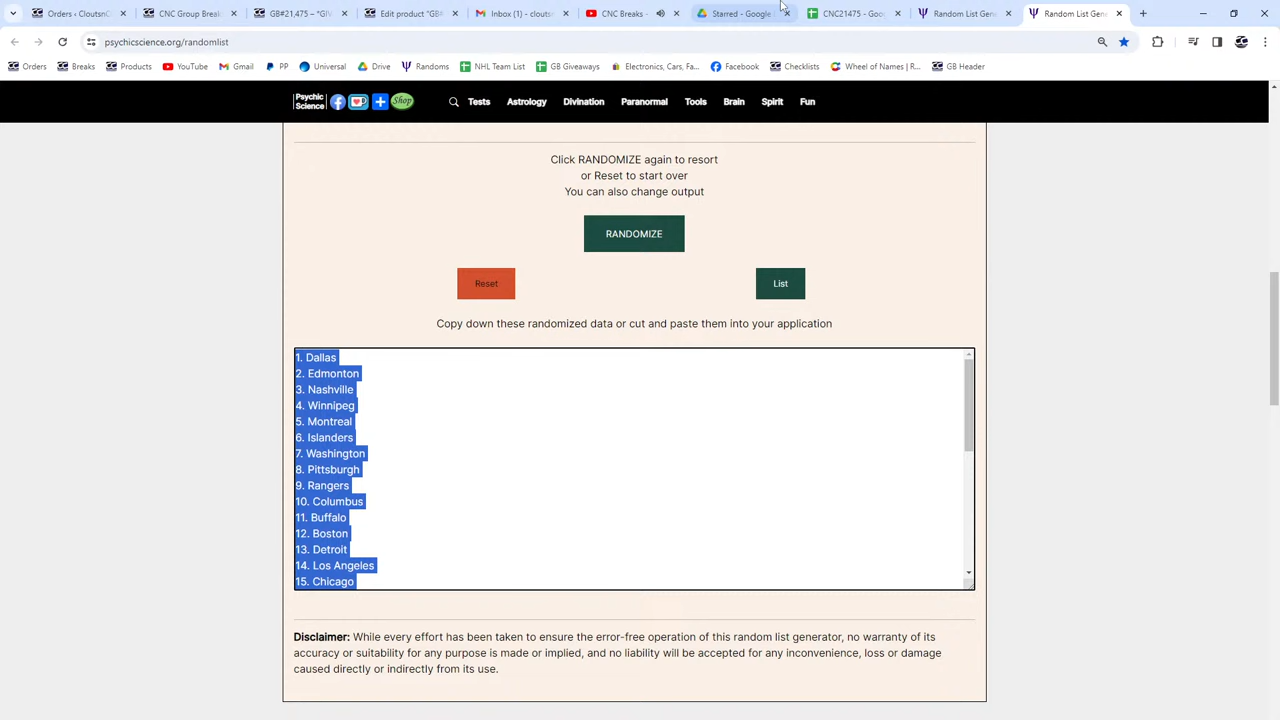 Orders ‹ CloutsnC
CNC Group Break
GB#21,475 – "GI
Edit product "GB
Inbox (1) - clouts
CNC Breaks -
Starred - Google
CNC21475 - Goo
Random List Gen
Random List Gen
psychicscience.org/randomlist
Orders
Breaks
Products
YouTube
Gmail
PP
Universal
Drive
Randoms
NHL Team List
GB Giveaways
Electronics, Cars, Fa...
Facebook
Checklists
Wheel of Names | R...
GB Header
Psychic
Science
Shop
Tests
Astrology
Divination
Paranormal
Tools
Brain
Spirit
Fun
Click RANDOMIZE again to resort
or Reset to start over
You can also change output
RANDOMIZE
Reset
List
Copy down these randomized data or cut and paste them into your application
1. Dallas
2. Edmonton
3. Nashville
4. Winnipeg
5. Montreal
6. Islanders
7. Washington
8. Pittsburgh
9. Rangers
10. Columbus
11. Buffalo
12. Boston
13. Detroit
14. Los Angeles
15. Chicago
Disclaimer: While every effort has been taken to ensure the error-free operation of this random list generator, no warranty of its
accuracy or suitability for any purpose is made or implied, and no liability will be accepted for any inconvenience, loss or damage
caused directly or indirectly from its use.